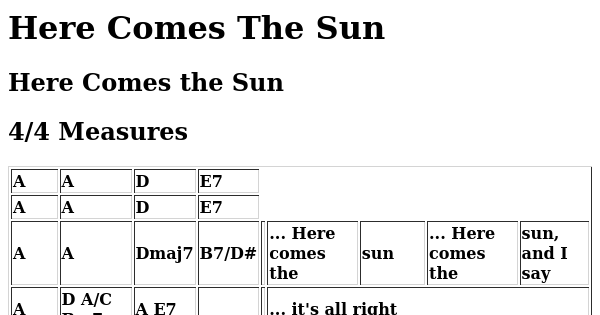 Here Comes The Sun
Here Comes the Sun
4/4 Measures
A A D E7
A A D E7
A A Dmaj7 B7/D# ... Here comes the sun ... Here comes the sun, and I say
A D A/C A E7 ... it's all right